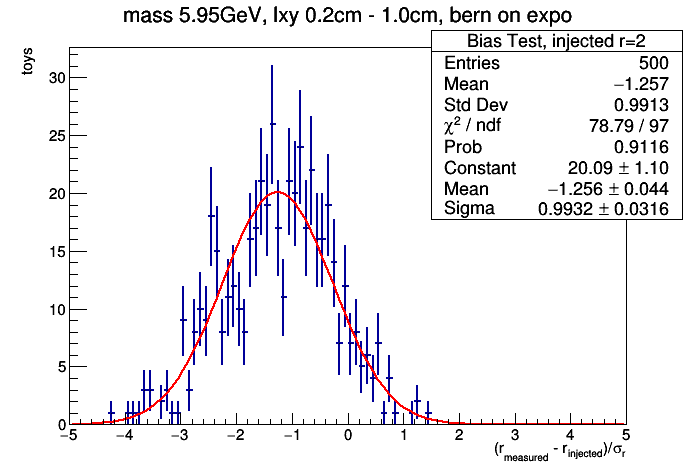 mass 5.95GeV, lxy 0.2cm - 1.0cm, bern on expo
toys
Bias Test, injected r=2
Entries 500
Mean −1.257
Std Dev 0.9913
χ² / ndf 78.79 / 97
Prob 0.9116
Constant 20.09 ± 1.10
Mean −1.256 ± 0.044
Sigma 0.9932 ± 0.0316
30
25
20
15
10
5
0
−5 −4 −3 −2 −1 0 1 2 3 4 5
(r_measured - r_injected)/σ_r